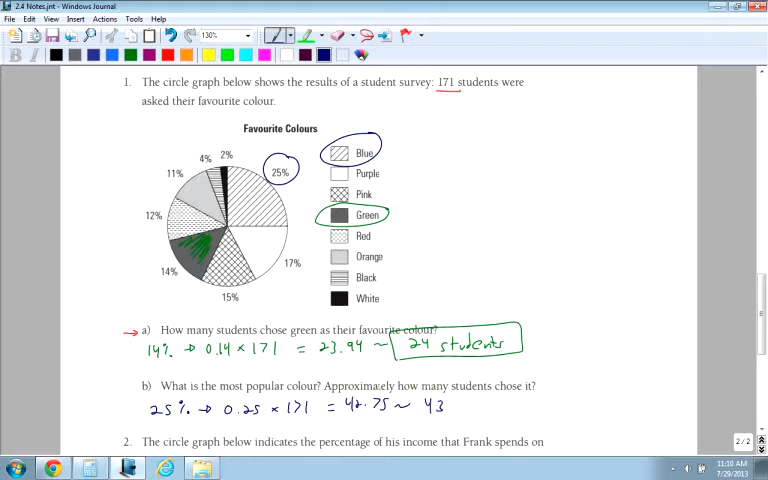 2.4 Notes.jnt - Windows Journal
File Edit View Insert Actions Tools Help
130%
B I
1. The circle graph below shows the results of a student survey: 171 students were
asked their favourite colour.
Favourite Colours
2%
4%
25%
11%
12%
14%
15%
17%
Blue
Purple
Pink
Green
Red
Orange
Black
White
a) How many students chose green as their favourite colour?
14% → 0.14 × 171 = 23.94 ~ 24 students
b) What is the most popular colour? Approximately how many students chose it?
25% → 0.25 × 171 = 42.75 ~ 43
2. The circle graph below indicates the percentage of his income that Frank spends on
2 / 2
11:10 AM
7/29/2013